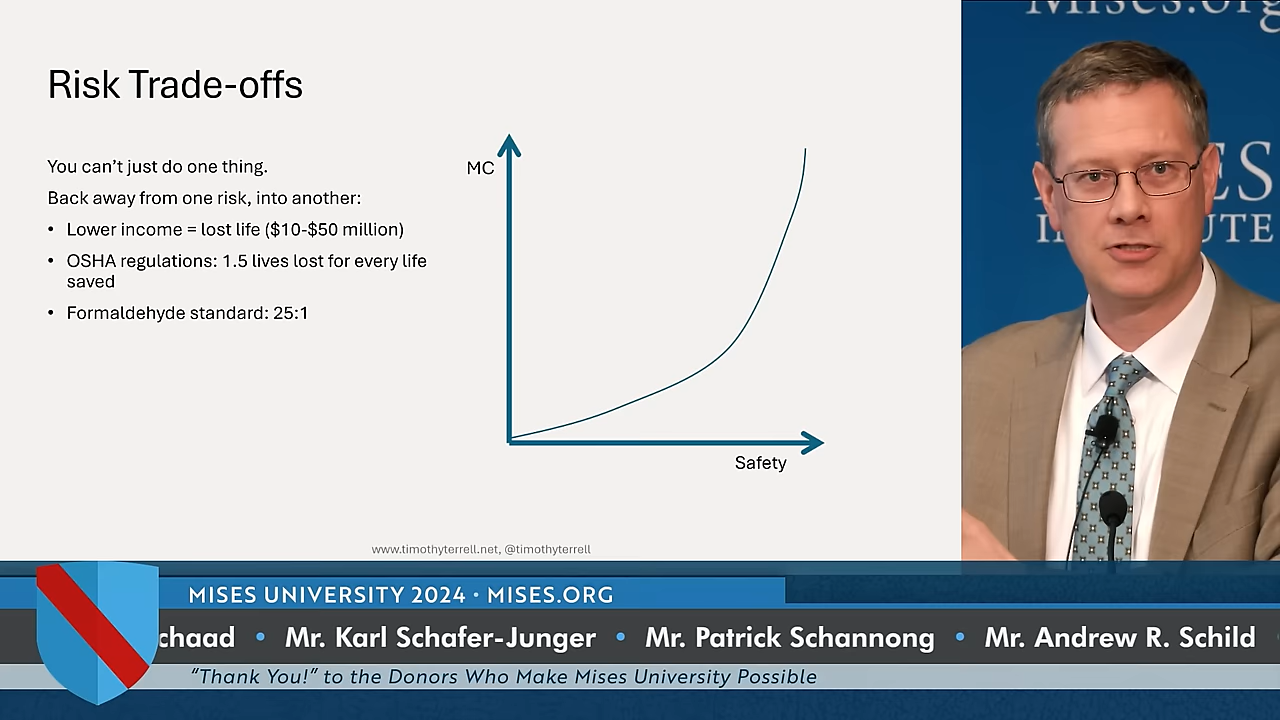 Risk Trade-offs
You can't just do one thing.
Back away from one risk, into another:
• Lower income = lost life ($10-$50 million)
• OSHA regulations: 1.5 lives lost for every life
saved
• Formaldehyde standard: 25:1
MC
Safety
www.timothyterrell.net, @timothyterrell
Mises.org
MISES UNIVERSITY 2024 • MISES.ORG
chaad • Mr. Karl Schafer-Junger • Mr. Patrick Schannong • Mr. Andrew R. Schild
"Thank You!" to the Donors Who Make Mises University Possible